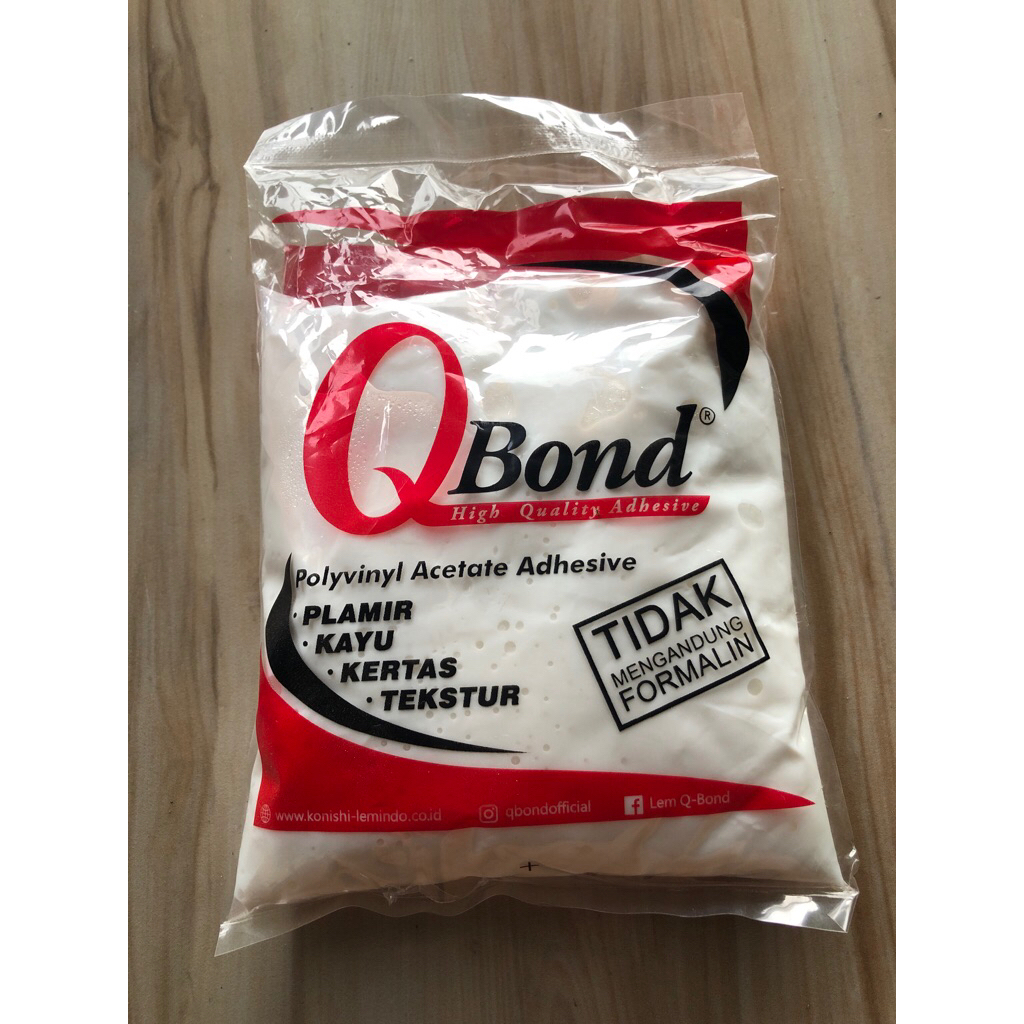 QBond®
High Quality Adhesive
Polyvinyl Acetate Adhesive
· PLAMIR
· KAYU
· KERTAS
· TEKSTUR
TIDAK
MENGANDUNG
FORMALIN
www.konishi-lemindo.co.id
qbondofficial
Lem Q-Bond